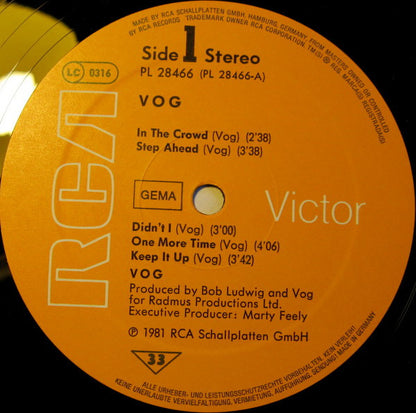 MADE BY RCA SCHALLPLATTEN GMBH, HAMBURG, GERMANY FROM MASTERS OWNED OR CONTROLLED
BY RCA RECORDS TRADEMARK OWNER RCA CORPORATION, TM(S) ® REG. MARCA(S) REGISTRADA(S)
Side 1 Stereo
PL 28466 (PL 28466-A)
LC 0316
VOG
In The Crowd (Vog) (2'38)
Step Ahead (Vog) (3'38)
RCA
GEMA
Victor
Didn't I (Vog) (3'00)
One More Time (Vog) (4'06)
Keep It Up (Vog) (3'42)
VOG
Produced by Bob Ludwig and Vog
for Radmus Productions Ltd.
Executive Producer: Marty Feely
℗ 1981 RCA Schallplatten GmbH
33
ALLE URHEBER- UND LEISTUNGSSCHUTZRECHTE VORBEHALTEN. KEIN VERLEIH!
KEINE UNERLAUBTE VERVIELFÄLTIGUNG, VERMIETUNG, AUFFÜHRUNG, SENDUNG! MADE IN GERMANY